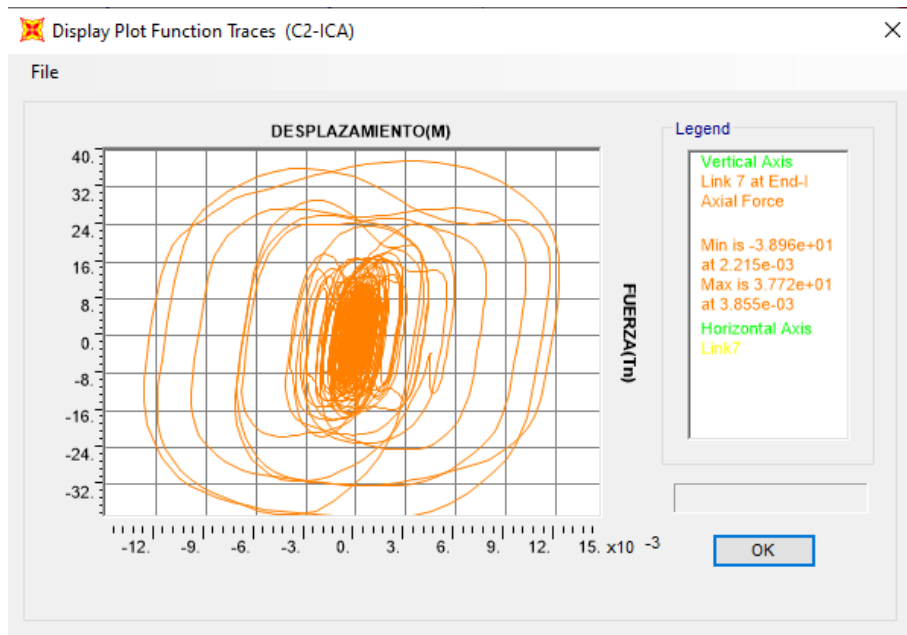 Display Plot Function Traces (C2-ICA)
File
DESPLAZAMIENTO(M)
40.
32.
24.
16.
8.
0.
-8.
-16.
-24.
-32.
-12. -9. -6. -3. 0. 3. 6. 9. 12. 15. x10 -3
FUERZA(Tn)
Legend
Vertical Axis
Link 7 at End-I
Axial Force
Min is -3.896e+01
at 2.215e-03
Max is 3.772e+01
at 3.855e-03
Horizontal Axis
Link7
OK